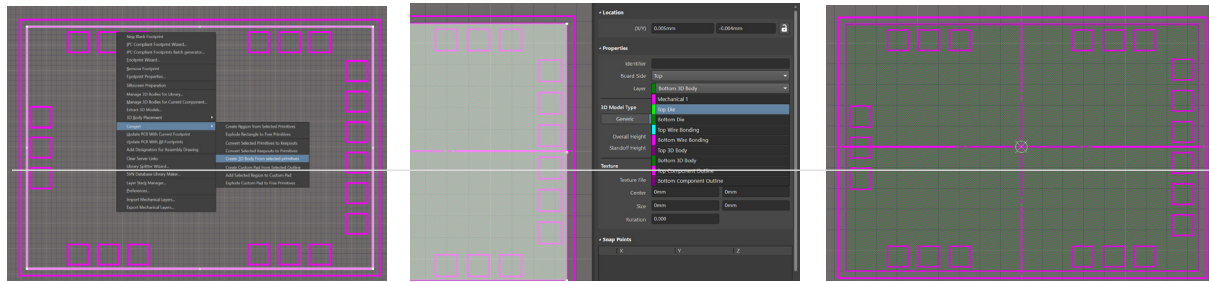 New Blank Footprint
IPC Compliant Footprint Wizard...
IPC Compliant Footprints Batch generator...
Footprint Wizard...
Remove Footprint
Footprint Properties...
Silkscreen Preparation
Manage 3D Bodies for Library...
Manage 3D Bodies for Current Component...
Extract 3D Model...
3D Body Placement
Convert
Update PCB With Current Footprint
Update PCB With All Footprints
Add Designators for Assembly Drawing
Clear Server Links
Library Splitter Wizard...
SVN Database Library Maker...
Layer Stack Manager...
Preferences...
Import Mechanical Layers...
Export Mechanical Layers...
Create Region from Selected Primitives
Explode Rectangle to Free Primitives
Convert Selected Primitives to Keepouts
Convert Selected Keepouts to Primitives
Create 3D Body From selected primitives
Create Custom Pad from Selected Outline
Add Selected Region to Custom Pad
Explode Custom Pad to Free Primitives
Location
(X/Y) 0.005mm -0.004mm
Properties
Identifier
Board Side Top
Layer Bottom 3D Body
Mechanical 1
3D Model Type
Top Die
Generic
Bottom Die
Top Wire Bonding
Overall Height
Bottom Wire Bonding
Standoff Height
Top 3D Body
Bottom 3D Body
Texture
Top Component Outline
Texture File
Bottom Component Outline
Center 0mm 0mm
Size 0mm 0mm
Rotation 0.000
Snap Points
X Y Z